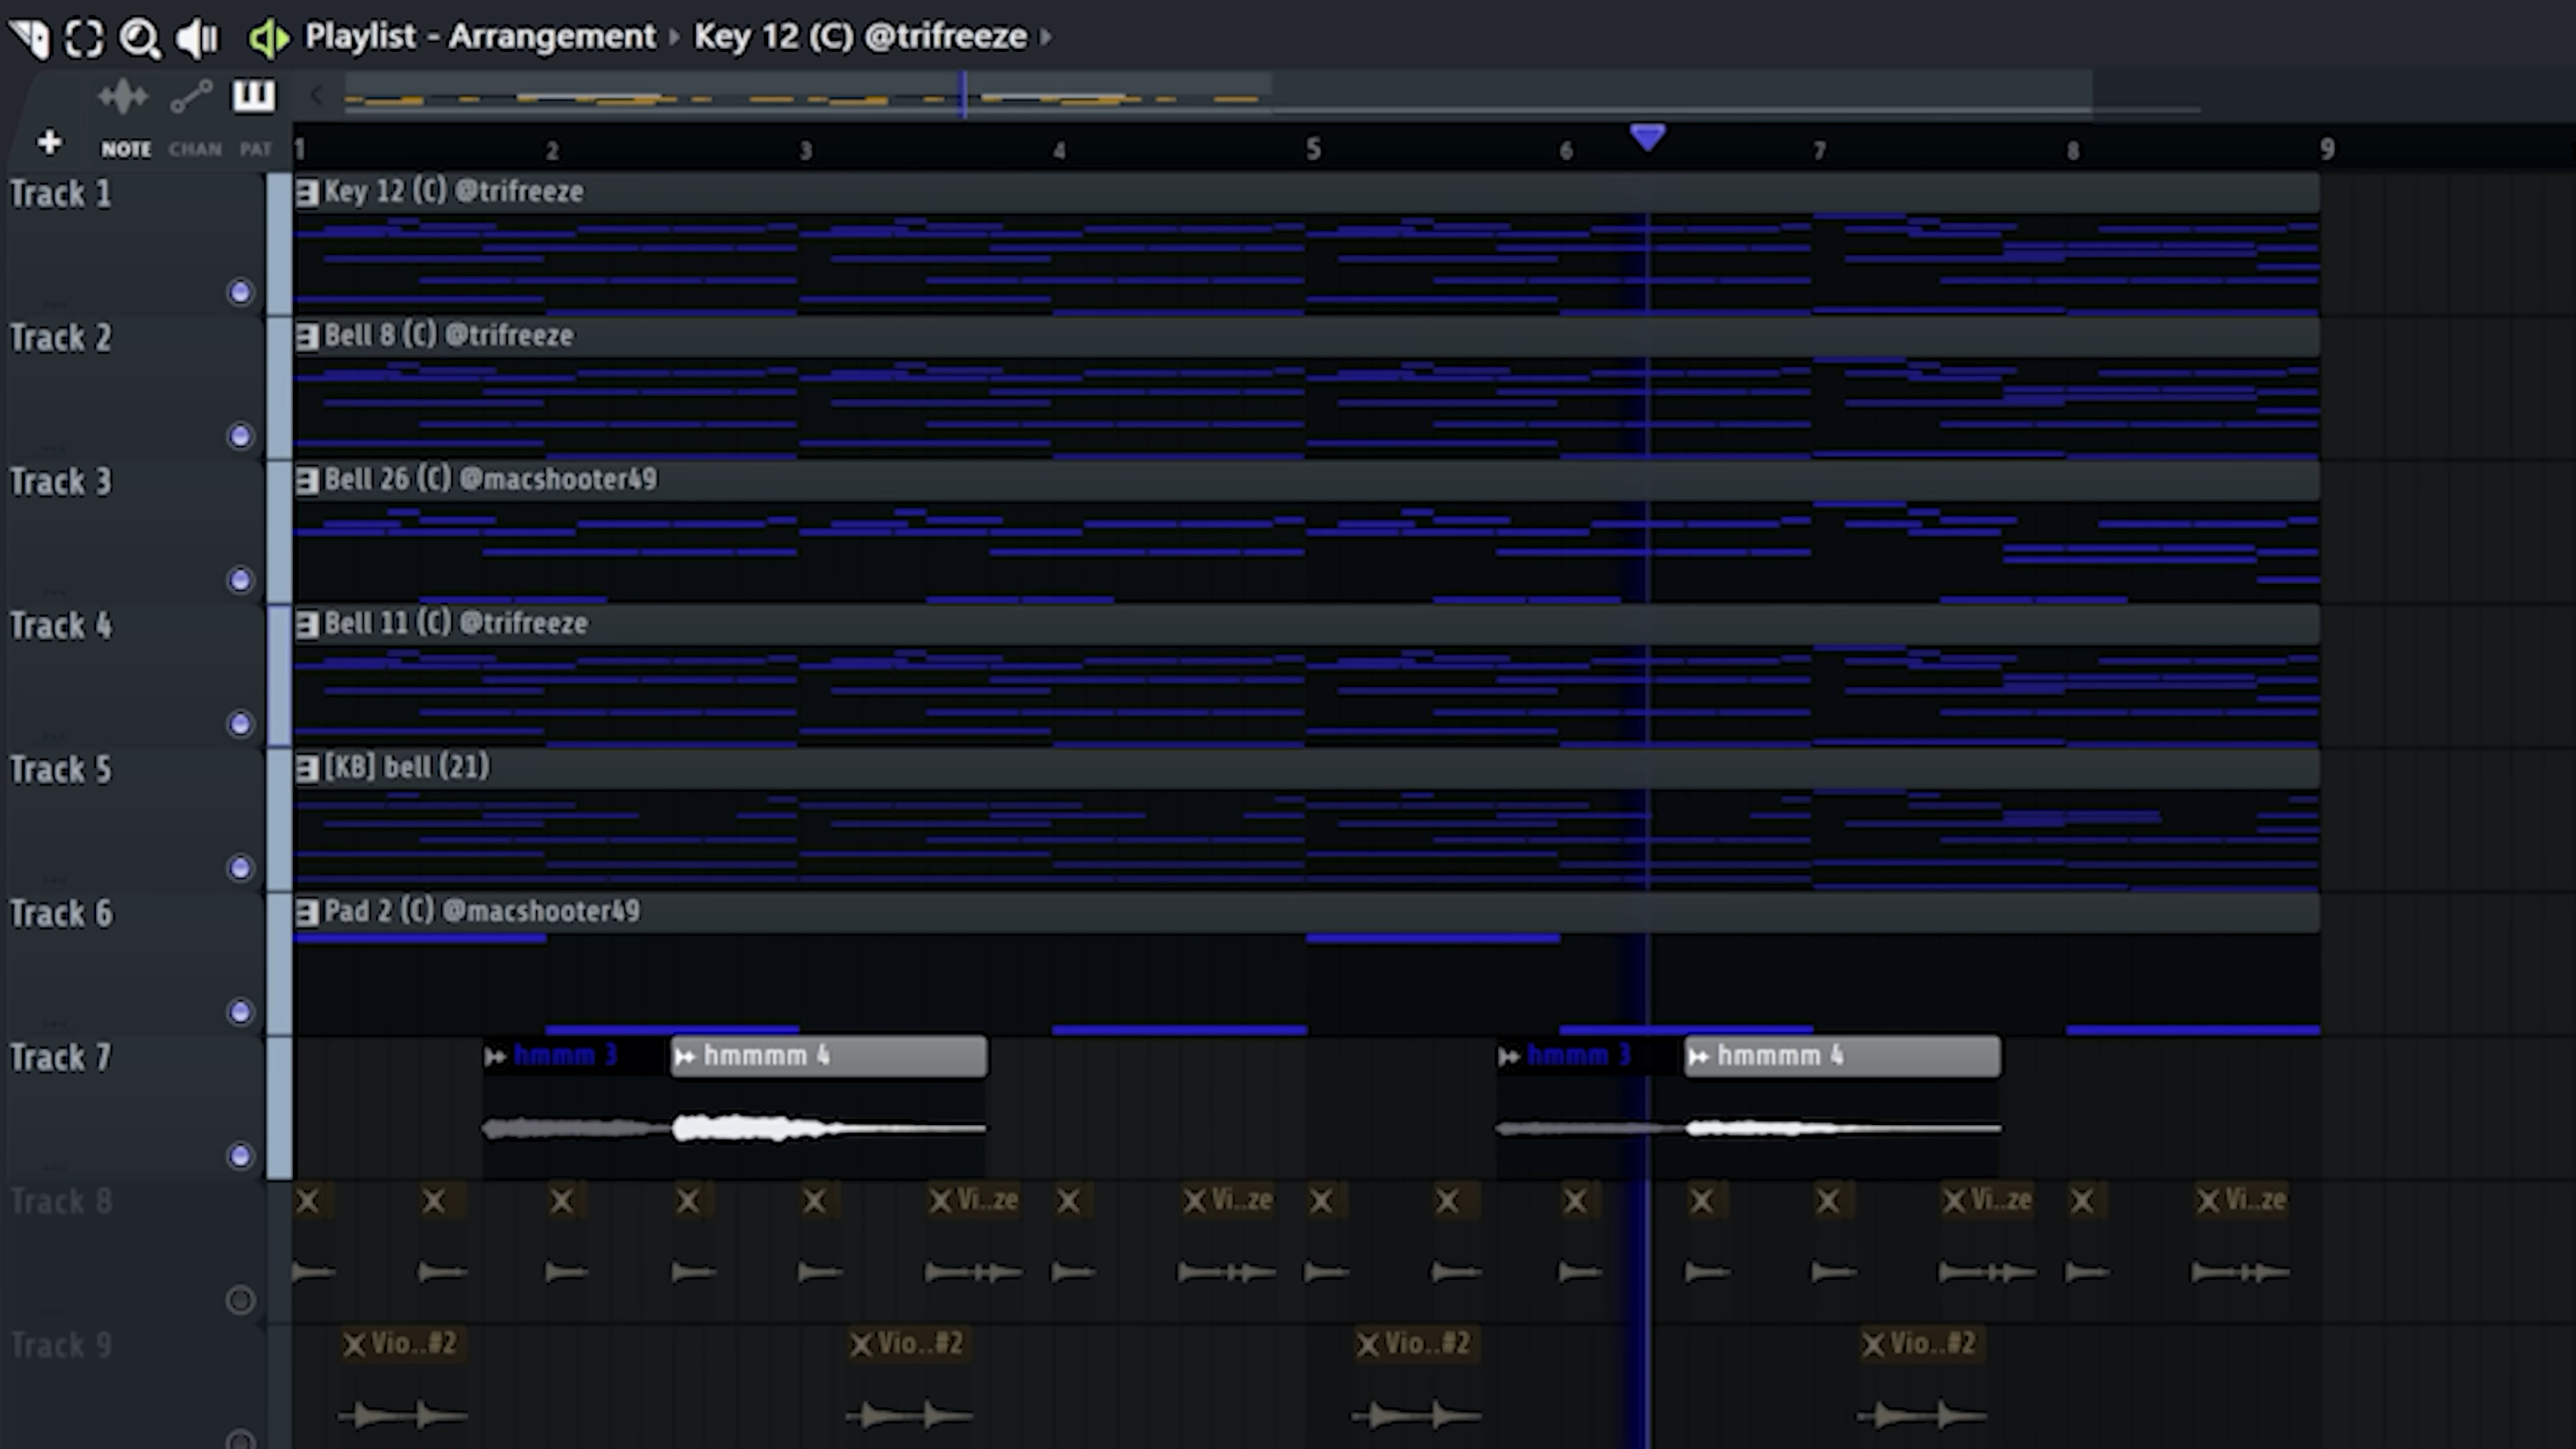 Playlist - Arrangement › Key 12 (C) @trifreeze ›
NOTE CHAN PAT
1 2 3 4 5 6 7 8 9
Track 1
Key 12 (C) @trifreeze
Track 2
Bell 8 (C) @trifreeze
Track 3
Bell 26 (C) @macshooter49
Track 4
Bell 11 (C) @trifreeze
Track 5
[KB] bell (21)
Track 6
Pad 2 (C) @macshooter49
Track 7
hmmm 3 hmmmm 4 hmmm 3 hmmmm 4
Track 8
Vi..ze Vi..ze Vi..ze Vi..ze
Track 9
Vio..#2 Vio..#2 Vio..#2 Vio..#2